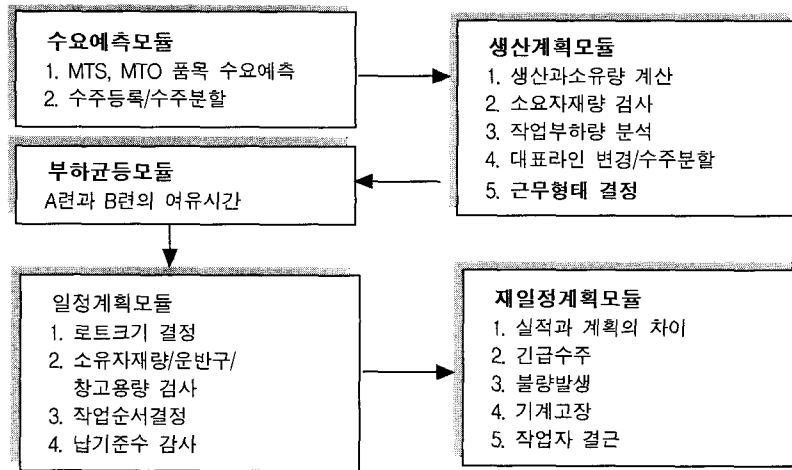 수요예측모듈
1. MTS, MTO 품목 수요예측
2. 수주등록/수주분할
생산계획모듈
1. 생산과소유량 계산
2. 소요자재량 검사
3. 작업부하량 분석
4. 대표라인 변경/수주분할
5. 근무형태 결정
부하균등모듈
A련과 B련의 여유시간
일정계획모듈
1. 로트크기 결정
2. 소유자재량/운반구/
창고용량 검사
3. 작업순서결정
4. 납기준수 감사
재일정계획모듈
1. 실적과 계획의 차이
2. 긴급수주
3. 불량발생
4. 기계고장
5. 작업자 결근